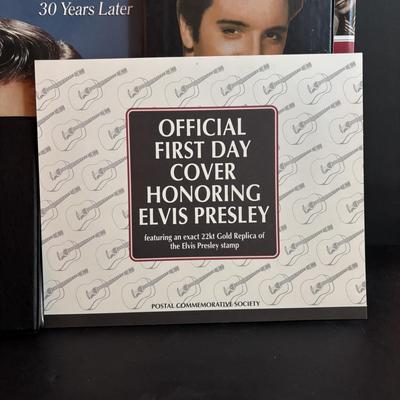 30 Years Later
OFFICIAL
FIRST DAY
COVER
HONORING
ELVIS PRESLEY
featuring an exact 22kt Gold Replica of
the Elvis Presley stamp
POSTAL COMMEMORATIVE SOCIETY